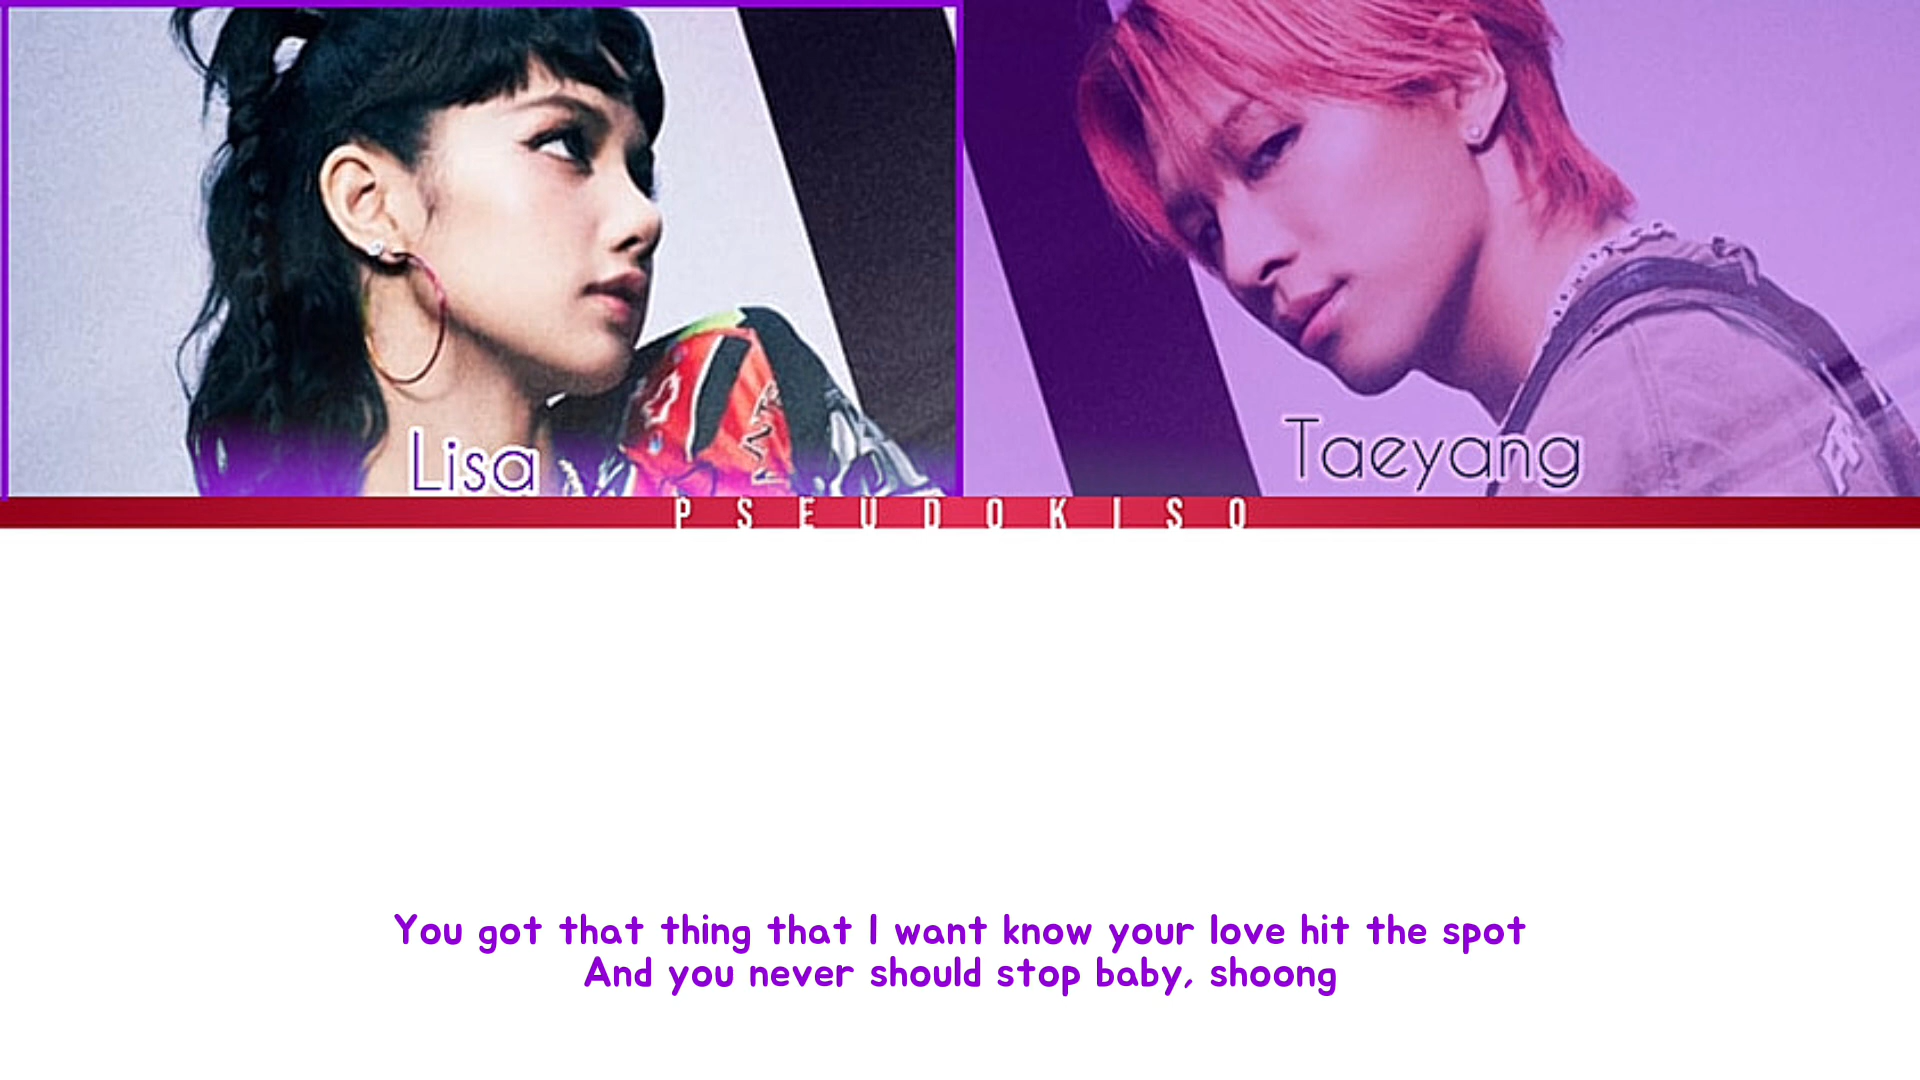 Lisa
Taeyang
PSEUDOKISO
You got that thing that I want know your love hit the spot
And you never should stop baby, shoong